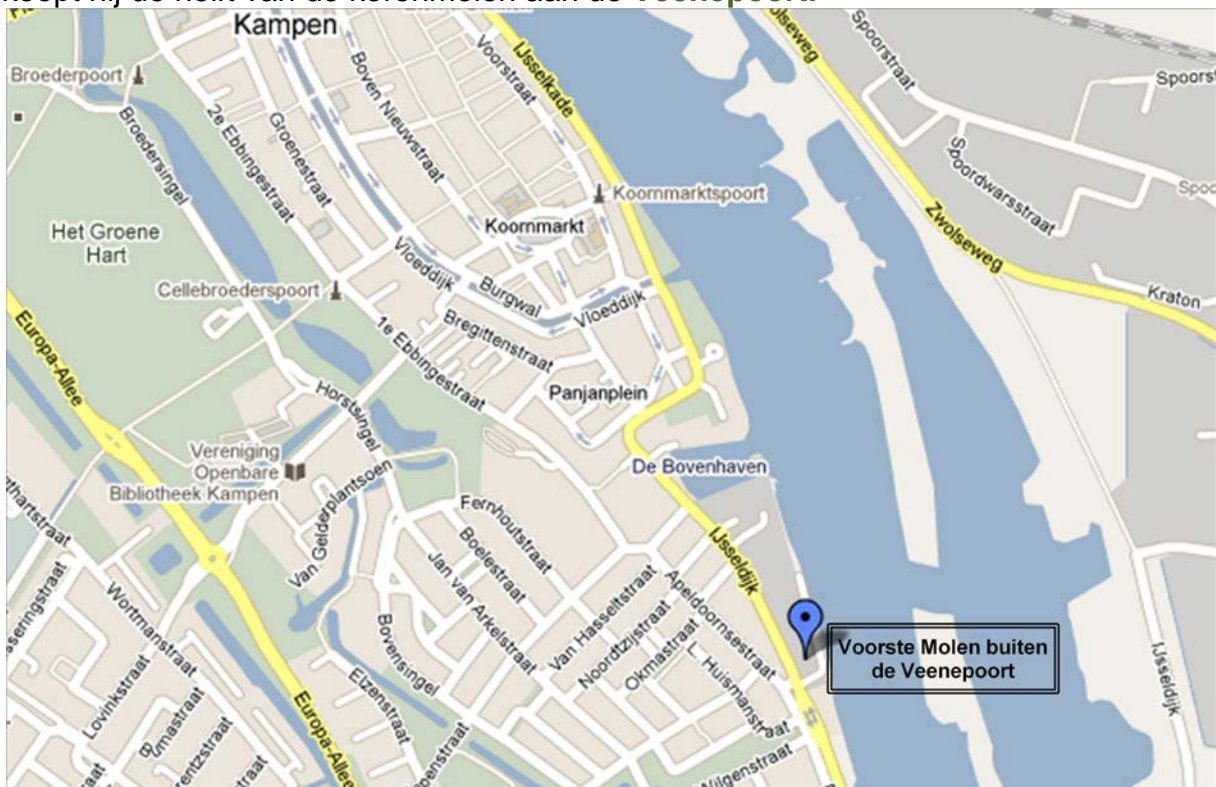 Kampen
Broederpoort
Voorstraat
IJsselkade
Spoorstraat
Boven Nieuwstraat
2e Ebbingestraat
Groenestraat
Broedersingel
Spoordwarsstraat
Koornmarktspoort
Zwolseweg
Koornmarkt
Het Groene
Hart
Vloeddijk
Cellebroederspoort
Burgwal
Vloeddijk
Kraton
Europa-Allee
Bregittenstraat
1e Ebbingestraat
Panjanplein
Horstsingel
Vereniging
Openbare
Bibliotheek Kampen
De Bovenhaven
Van Gelderplantsoen
Fernhoutstraat
Boelestraat
IJsseldijk
Jan van Arkelstraat
Van Hasseltstraat
Apeldoornsestraat
Noordtzijstraat
Wortmanstraat
Okmastraat
L. Huismanstraat
Voorste Molen buiten
de Veenepoort
Bovensingel
Elzenstraat
IJsseldijk
Lovinkstraat
Europa-Allee
Wilgenstraat